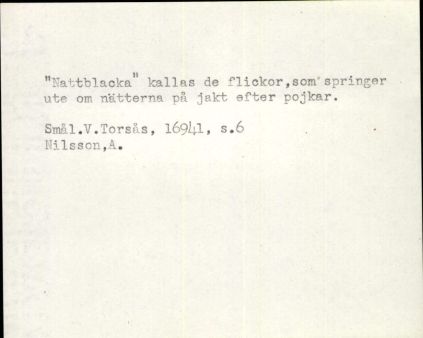 "Nattblacka" kallas de flickor,som springer
ute om nätterna på jakt efter pojkar.
Smål.V.Torsås, 16941, s.6
Nilsson,A.